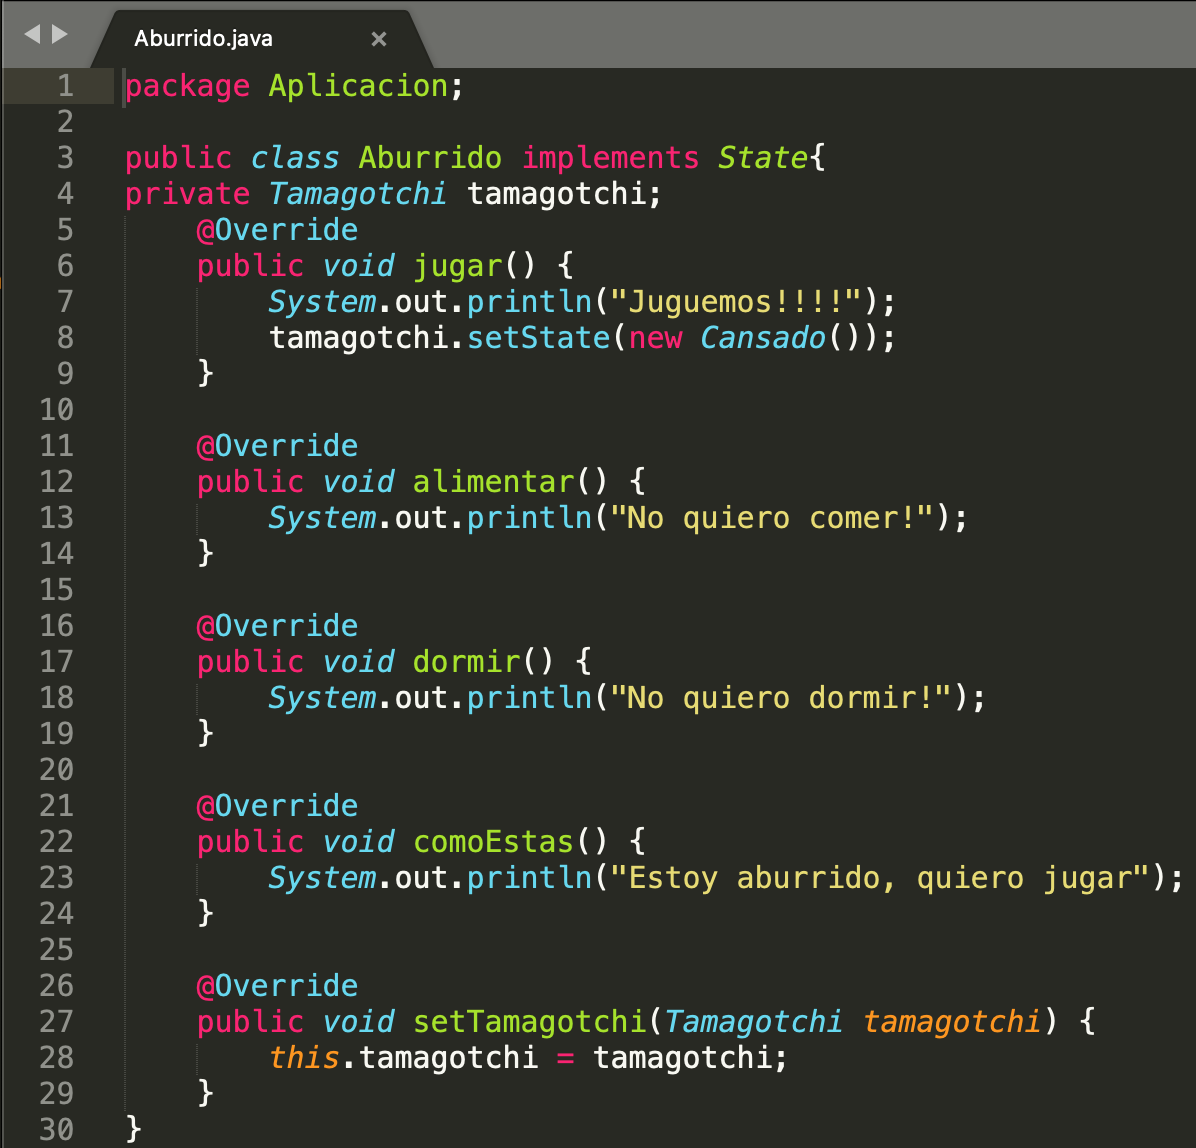 Aburrido.java ×
1 package Aplicacion;
2
3 public class Aburrido implements State{
4 private Tamagotchi tamagotchi;
5 @Override
6 public void jugar() {
7 System.out.println("Juguemos!!!!");
8 tamagotchi.setState(new Cansado());
9 }
10
11 @Override
12 public void alimentar() {
13 System.out.println("No quiero comer!");
14 }
15
16 @Override
17 public void dormir() {
18 System.out.println("No quiero dormir!");
19 }
20
21 @Override
22 public void comoEstas() {
23 System.out.println("Estoy aburrido, quiero jugar");
24 }
25
26 @Override
27 public void setTamagotchi(Tamagotchi tamagotchi) {
28 this.tamagotchi = tamagotchi;
29 }
30 }